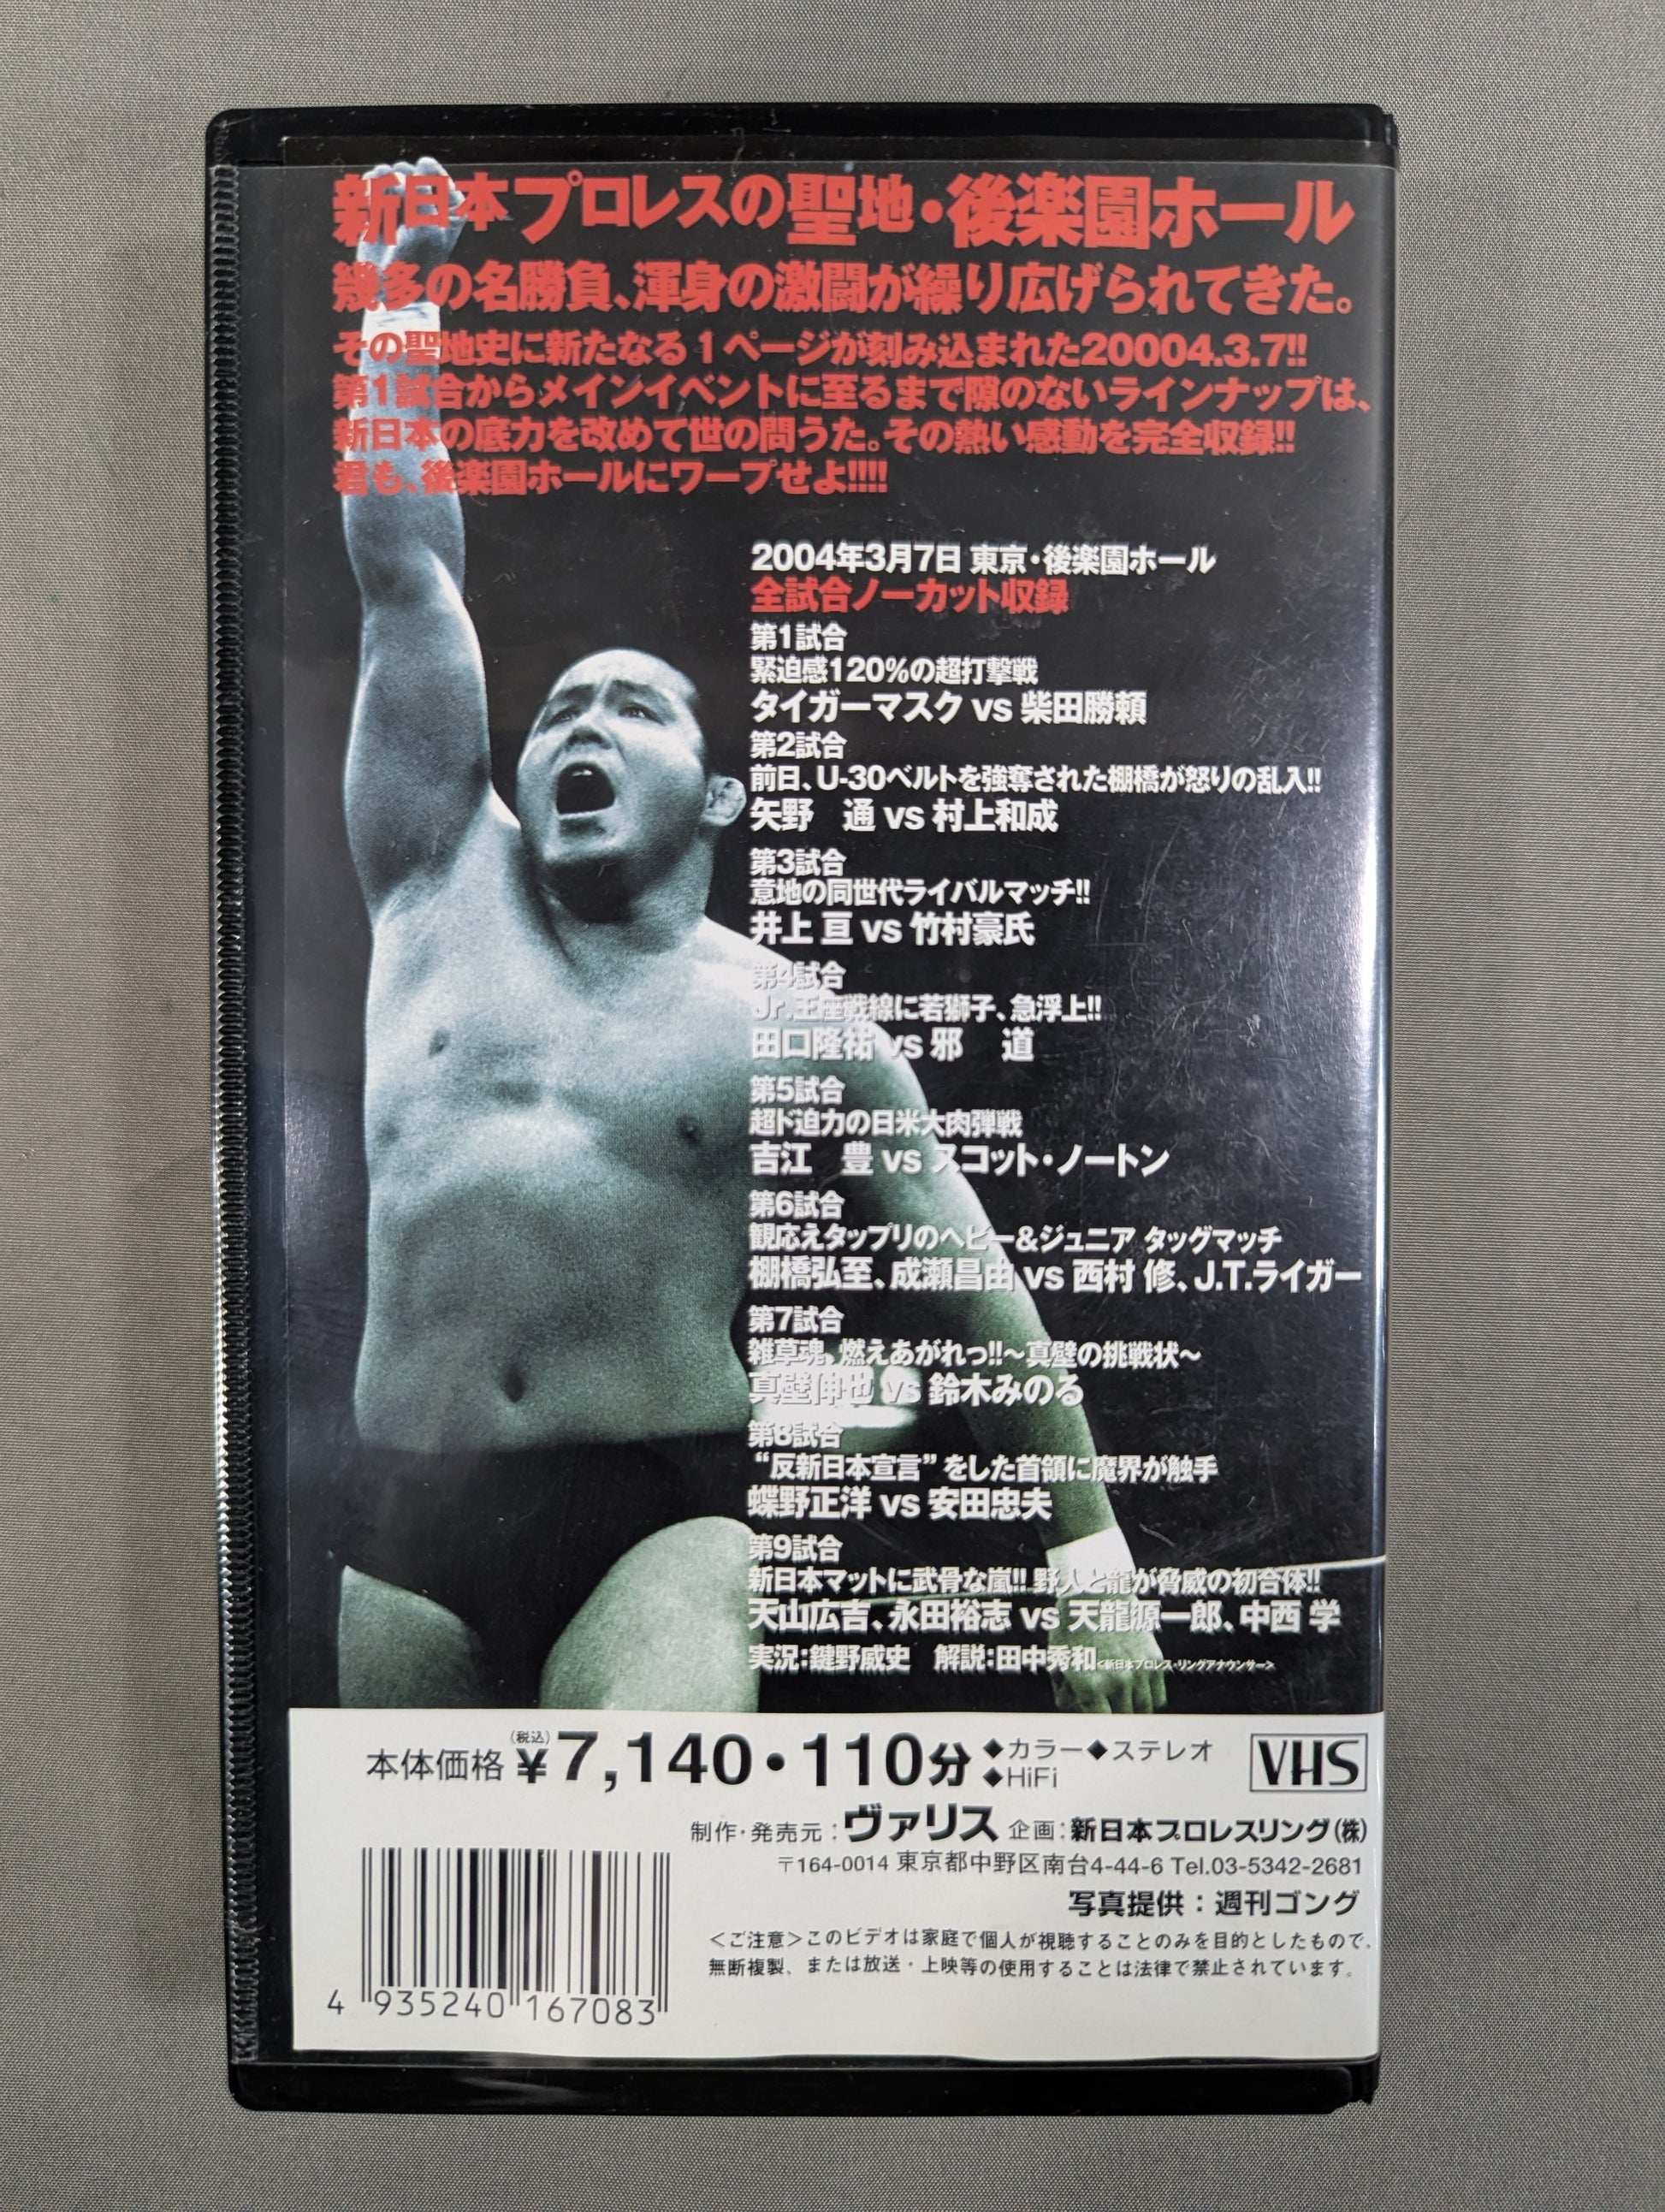 新日本プロレスの聖地・後楽園ホール
幾多の名勝負、渾身の激闘が繰り広げられてきた。
その聖地史に新たなる1ページが刻み込まれた20004.3.7!!
第1試合からメインイベントに至るまで隙のないラインナップは、
新日本の底力を改めて世の問うた。その熱い感動を完全収録!!
君も、後楽園ホールにワープせよ!!!!
2004年3月7日 東京・後楽園ホール
全試合ノーカット収録
第1試合
緊迫感120%の超打撃戦
タイガーマスク vs 柴田勝頼
第2試合
前日、U-30ベルトを強奪された棚橋が怒りの乱入!!
矢野　通 vs 村上和成
第3試合
意地の同世代ライバルマッチ!!
井上 亘 vs 竹村豪氏
第4試合
Jr.王座戦線に若獅子、急浮上!!
田口隆祐 vs 邪　道
第5試合
超ド迫力の日米大肉弾戦
吉江　豊 vs スコット・ノートン
第6試合
観応えタップリのヘビー&ジュニア タッグマッチ
棚橋弘至、成瀬昌由 vs 西村 修、J.T.ライガー
第7試合
雑草魂、燃えあがれっ!!〜真壁の挑戦状〜
真壁伸也 vs 鈴木みのる
第8試合
“反新日本宣言”をした首領に魔界が触手
蝶野正洋 vs 安田忠夫
第9試合
新日本マットに武骨な嵐!! 野人と龍が脅威の初合体!!
天山広吉、永田裕志 vs 天龍源一郎、中西 学
実況：鍵野威史　解説：田中秀和<新日本プロレス・リングアナウンサー>
本体価格(税込)¥7,140・110分 ◆カラー◆ステレオ
◆HiFi
VHS
制作・発売元：ヴァリス 企画：新日本プロレスリング(株)
〒164-0014 東京都中野区南台4-44-6 Tel.03-5342-2681
写真提供：週刊ゴング
<ご注意>このビデオは家庭で個人が視聴することのみを目的としたもので、
無断複製、または放送・上映等の使用することは法律で禁止されています。
4 935240 167083